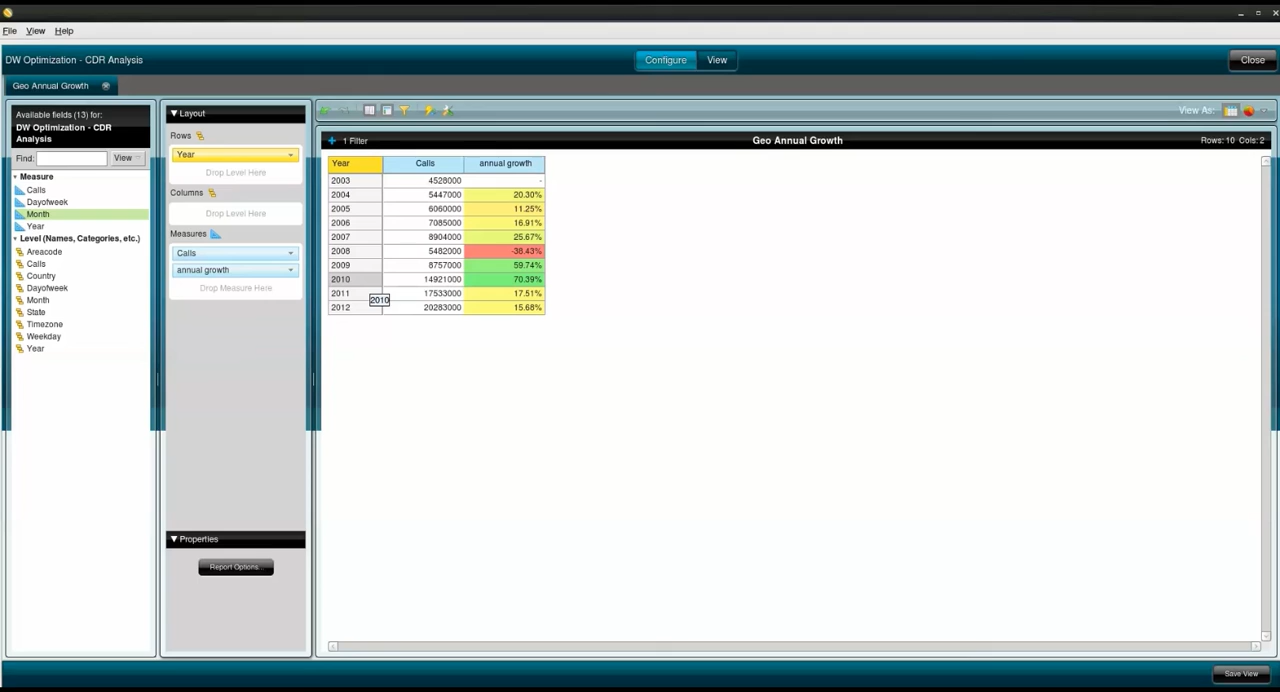 File View Help
DW Optimization - CDR Analysis
Configure View
Close
Geo Annual Growth
Available fields (13) for:
DW Optimization - CDR
Analysis
Find: View
Measure
Calls
Dayofweek
Month
Year
Level (Names, Categories, etc.)
Areacode
Calls
Country
Dayofweek
Month
State
Timezone
Weekday
Year
Layout
Rows
Year
Drop Level Here
Columns
Drop Level Here
Measures
Calls
annual growth
Drop Measure Here
Properties
Report Options...
View As:
1 Filter
Geo Annual Growth
Rows: 10 Cols: 2
Year Calls annual growth
2003 4528000 -
2004 5447000 20.30%
2005 6060000 11.25%
2006 7085000 16.91%
2007 8904000 25.67%
2008 5482000 -38.43%
2009 8757000 59.74%
2010 14921000 70.39%
2011 17533000 17.51%
2010
2012 20283000 15.68%
Save View